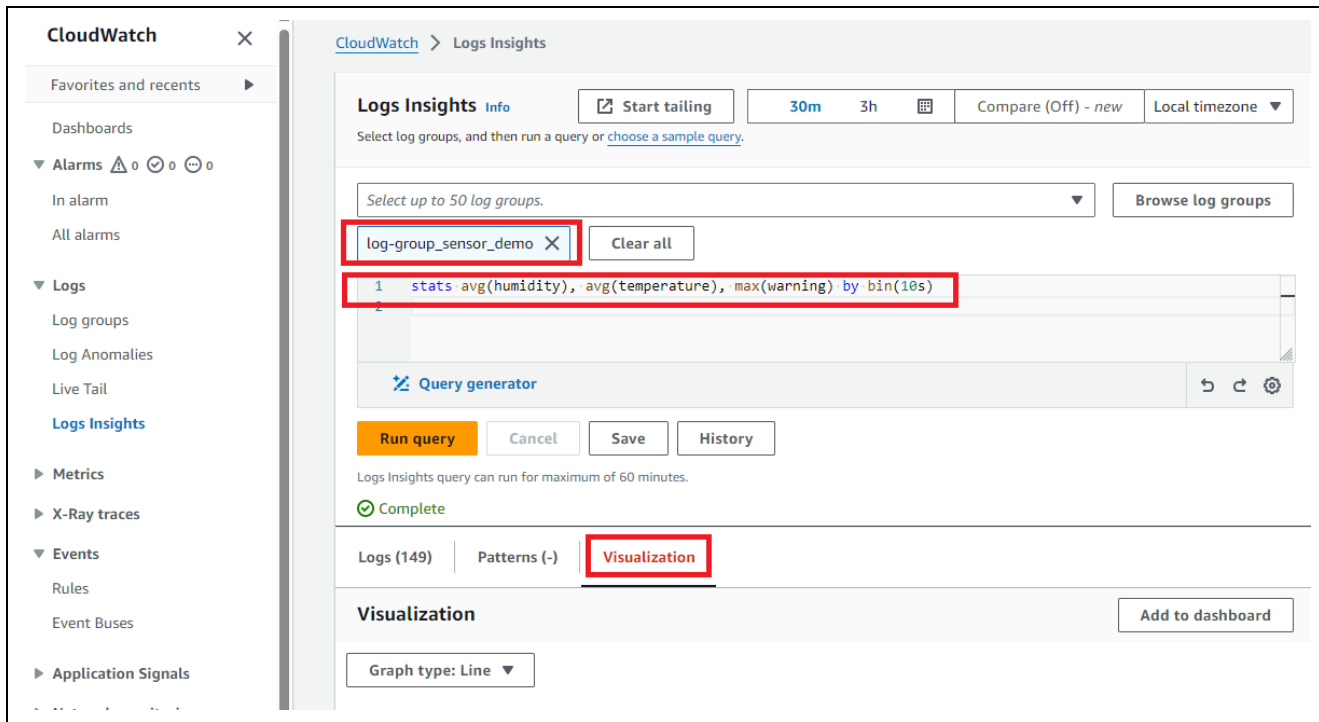 CloudWatch
Favorites and recents
Dashboards
Alarms 0 0 0
In alarm
All alarms
Logs
Log groups
Log Anomalies
Live Tail
Logs Insights
Metrics
X-Ray traces
Events
Rules
Event Buses
Application Signals
CloudWatch > Logs Insights
Logs Insights Info
Start tailing
30m 3h Compare (Off) - new Local timezone
Select log groups, and then run a query or choose a sample query.
Select up to 50 log groups.
Browse log groups
log-group_sensor_demo
Clear all
1 stats avg(humidity), avg(temperature), max(warning) by bin(10s)
2
Query generator
Run query Cancel Save History
Logs Insights query can run for maximum of 60 minutes.
Complete
Logs (149) Patterns (-) Visualization
Visualization
Add to dashboard
Graph type: Line